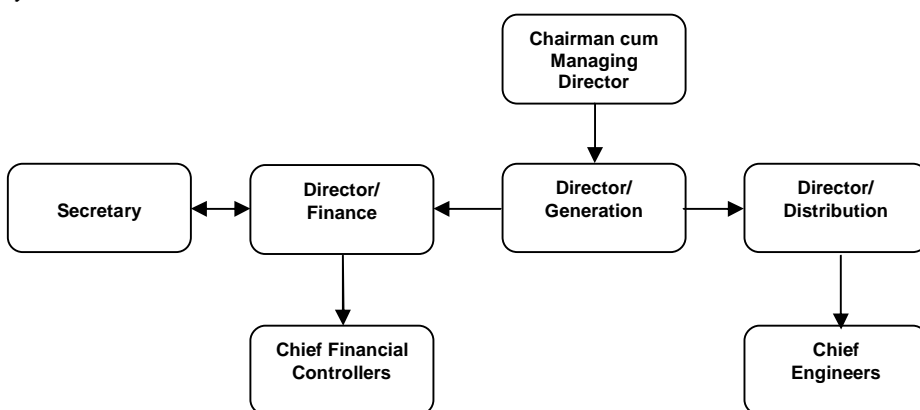 Chairman cum
Managing
Director
Secretary
Director/
Finance
Director/
Generation
Director/
Distribution
Chief Financial
Controllers
Chief
Engineers